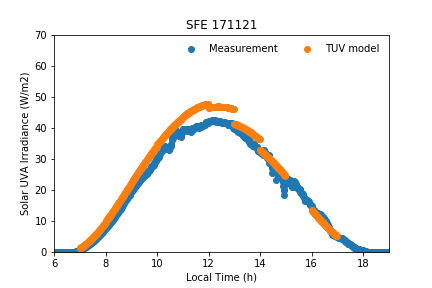 SFE 171121
Measurement
TUV model
Solar UVA Irradiance (W/m2)
70
60
50
40
30
20
10
0
6 8 10 12 14 16 18
Local Time (h)